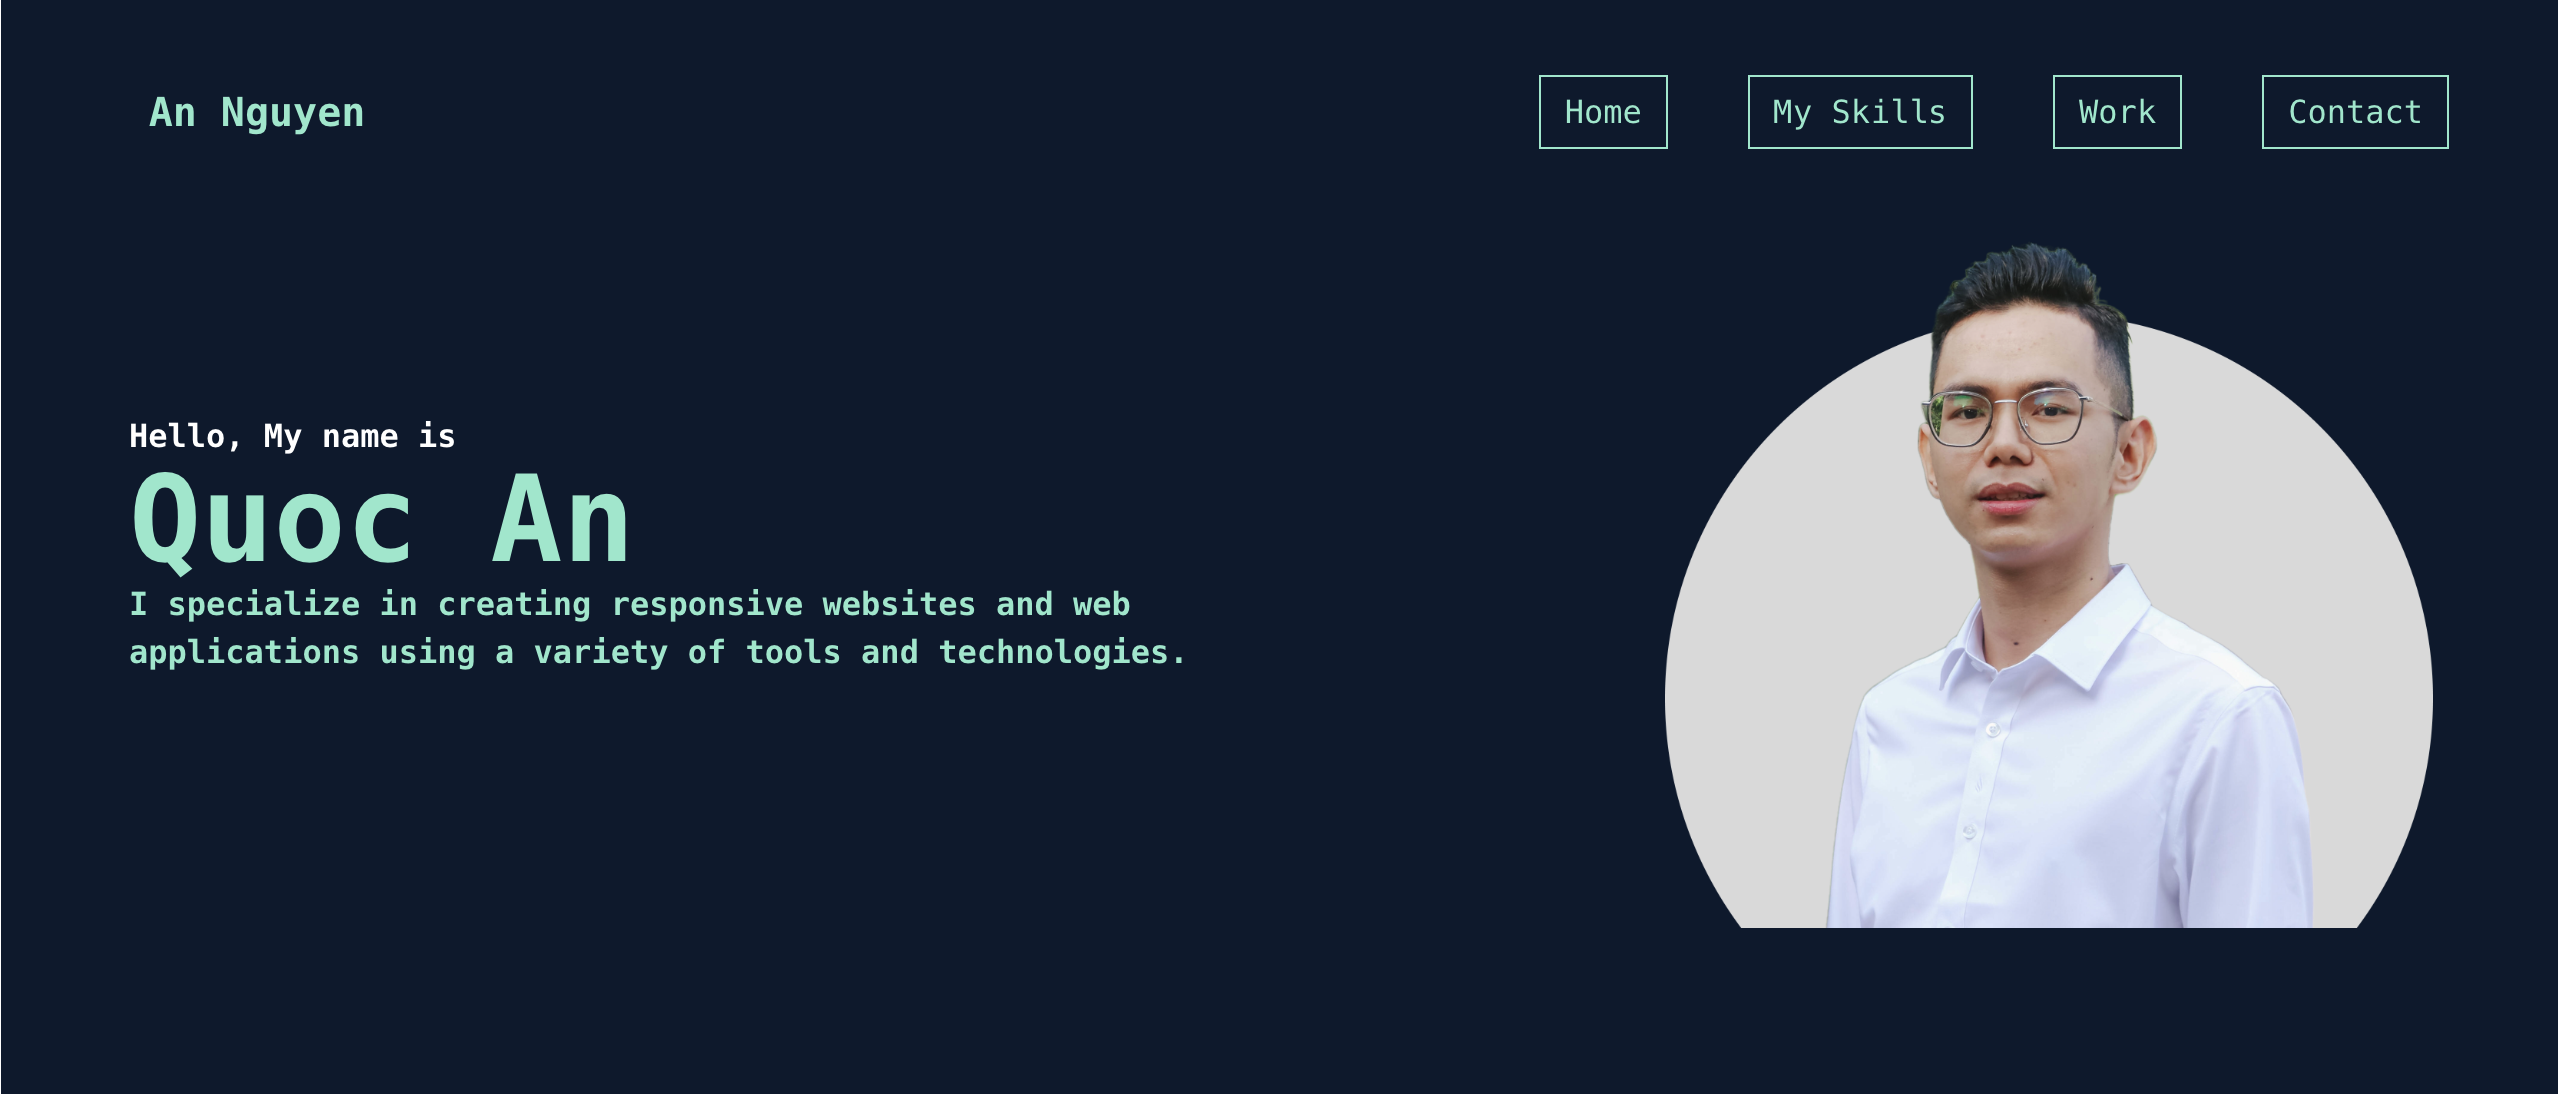 An Nguyen
Home
My Skills
Work
Contact
Hello, My name is
Quoc An
I specialize in creating responsive websites and web
applications using a variety of tools and technologies.